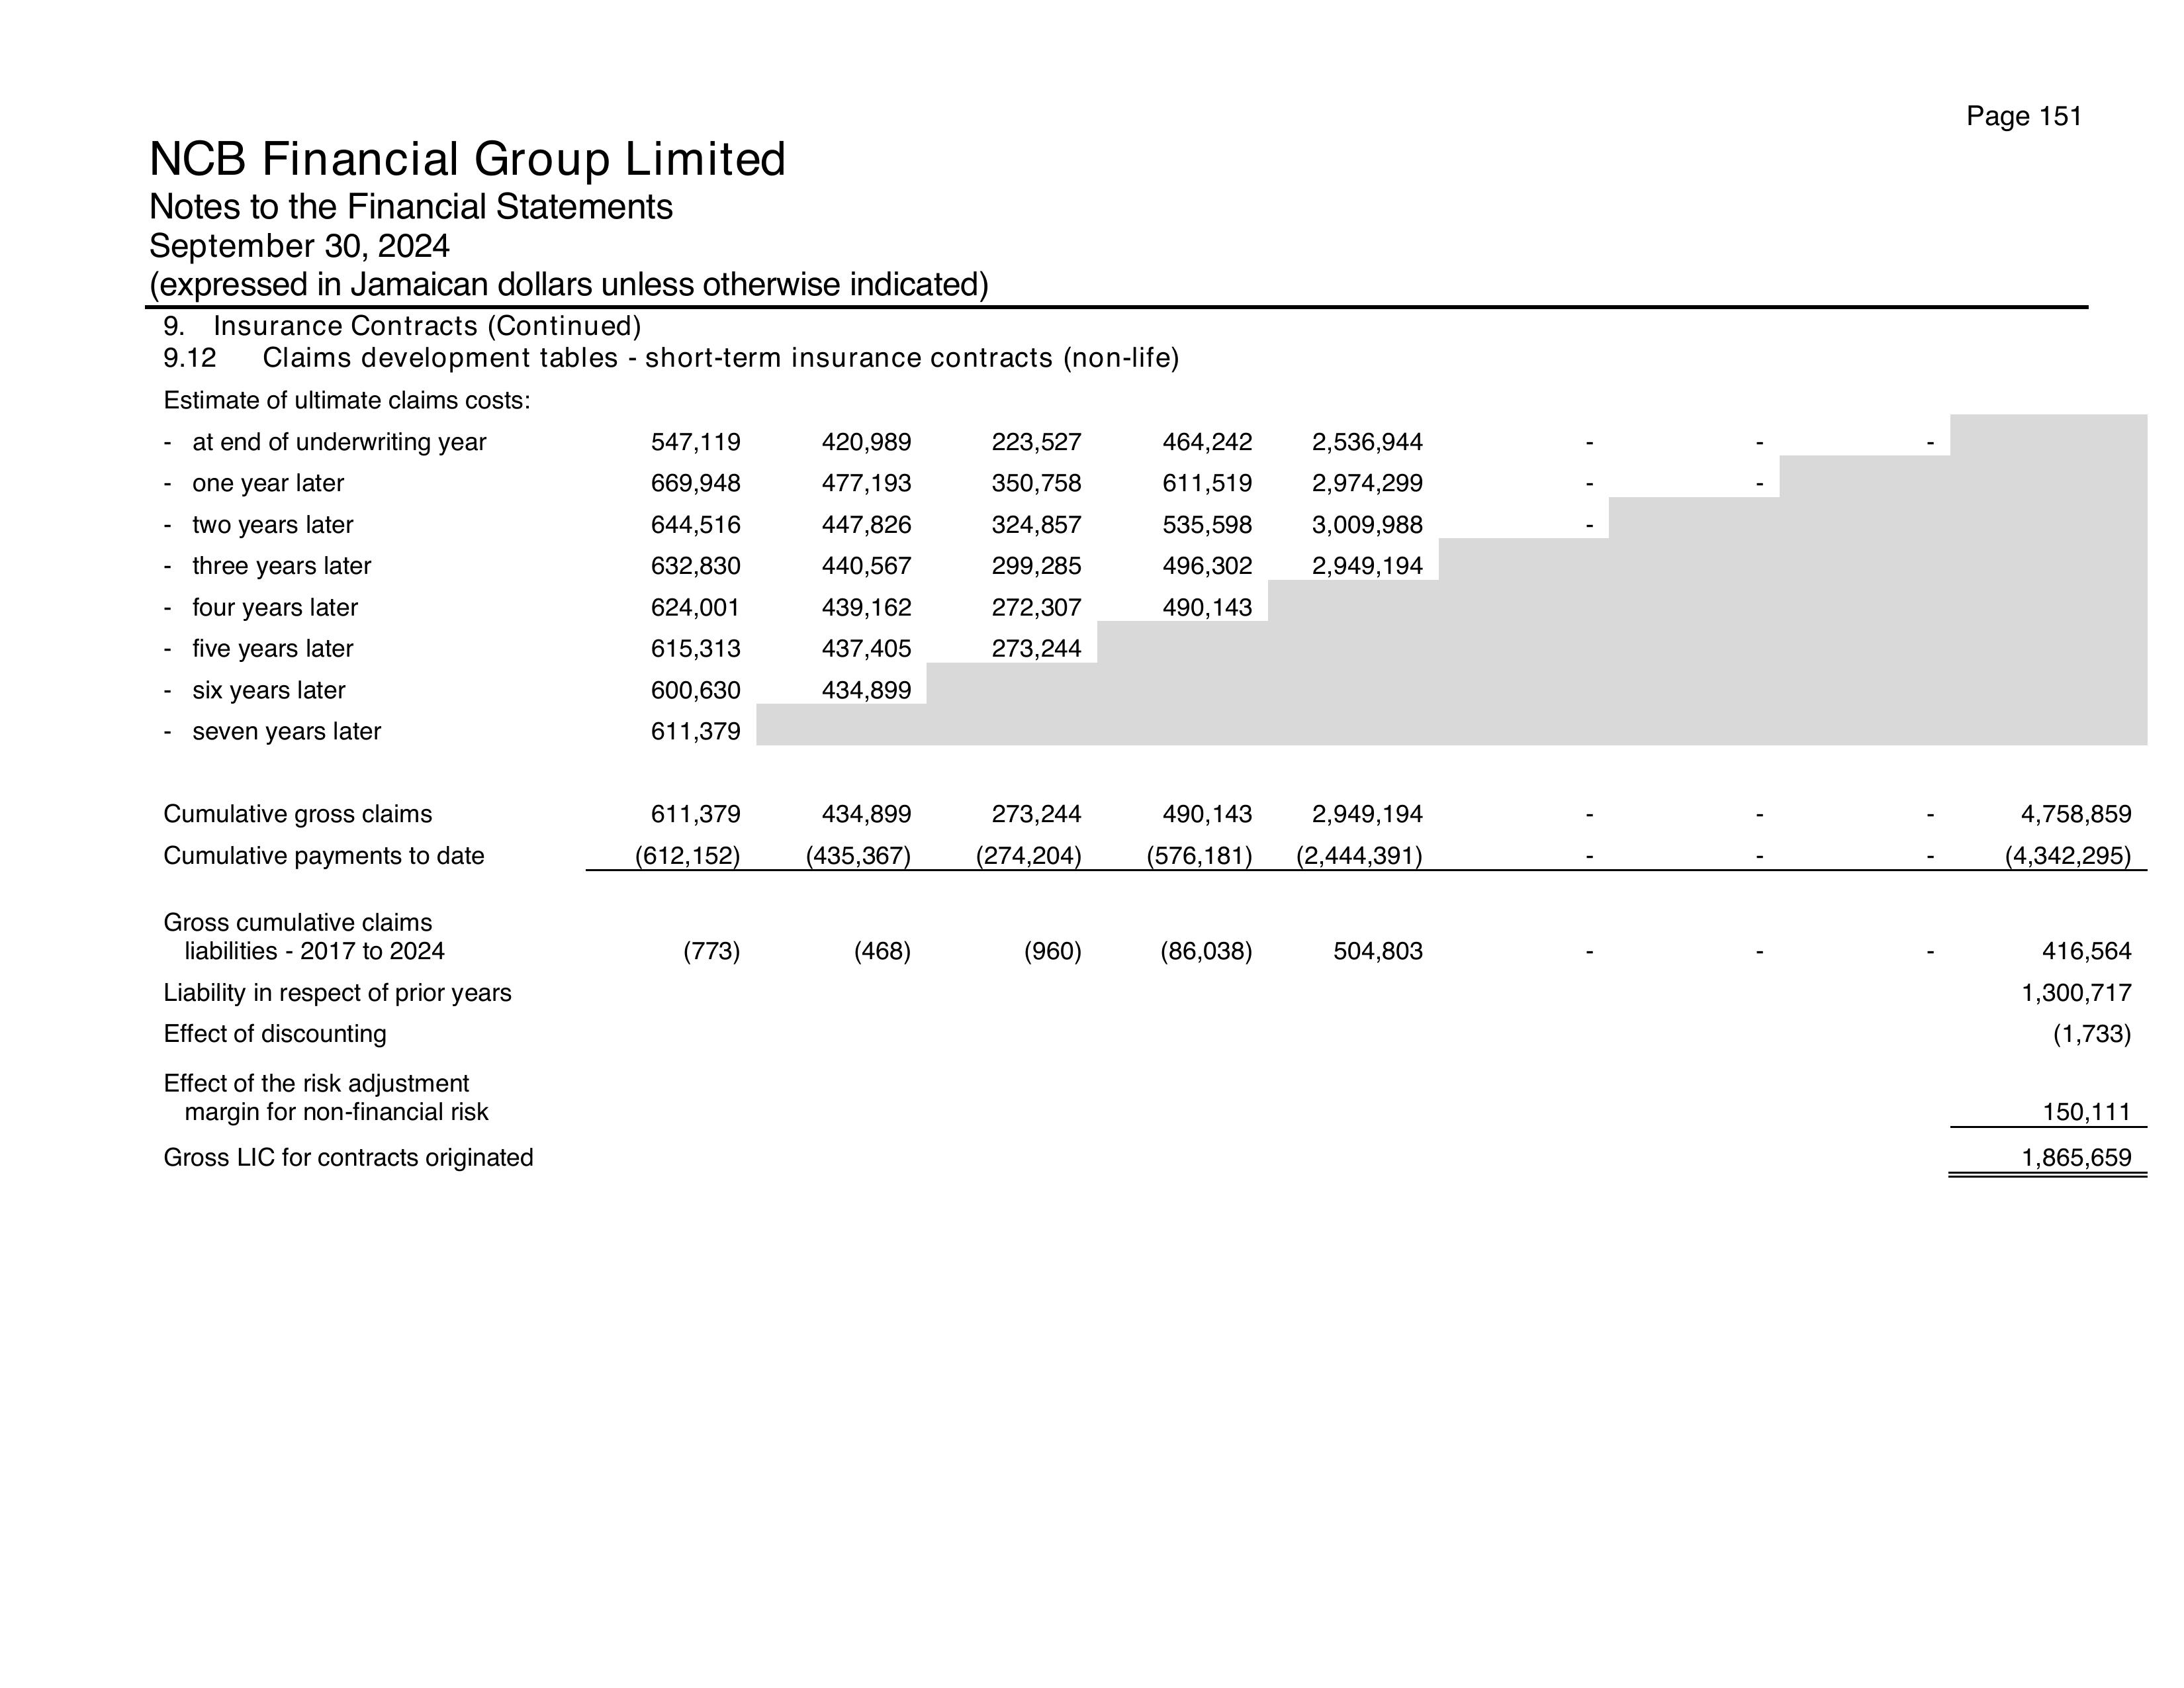 Page 151
NCB Financial Group Limited
Notes to the Financial Statements
September 30, 2024
(expressed in Jamaican dollars unless otherwise indicated)
9. Insurance Contracts (Continued)
9.12 Claims development tables - short-term insurance contracts (non-life)
Estimate of ultimate claims costs:
- at end of underwriting year 547,119 420,989 223,527 464,242 2,536,944 - - -
- one year later 669,948 477,193 350,758 611,519 2,974,299 - -
- two years later 644,516 447,826 324,857 535,598 3,009,988 -
- three years later 632,830 440,567 299,285 496,302 2,949,194
- four years later 624,001 439,162 272,307 490,143
- five years later 615,313 437,405 273,244
- six years later 600,630 434,899
- seven years later 611,379
Cumulative gross claims 611,379 434,899 273,244 490,143 2,949,194 - - - 4,758,859
Cumulative payments to date (612,152) (435,367) (274,204) (576,181) (2,444,391) - - - (4,342,295)
Gross cumulative claims
liabilities - 2017 to 2024 (773) (468) (960) (86,038) 504,803 - - - 416,564
Liability in respect of prior years 1,300,717
Effect of discounting (1,733)
Effect of the risk adjustment
margin for non-financial risk 150,111
Gross LIC for contracts originated 1,865,659